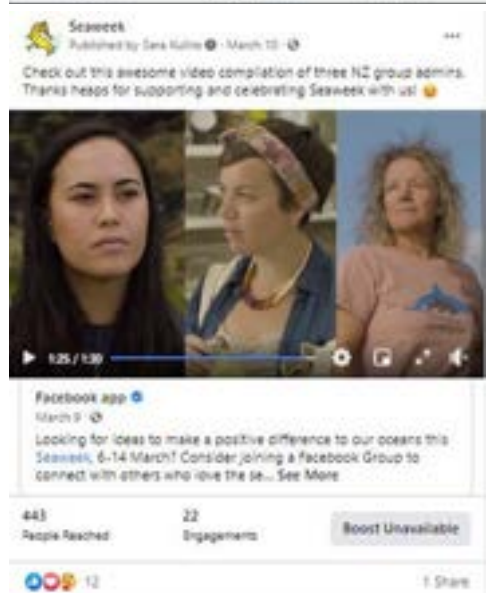 Seaweek
Published by Sara Kulins · March 10 ·
Check out this awesome video compilation of three NZ group admins.
Thanks heaps for supporting and celebrating Seaweek with us!
1:25 / 1:30
Facebook app
March 9 ·
Looking for ideas to make a positive difference to our oceans this
Seaweek, 6-14 March? Consider joining a Facebook Group to
connect with others who love the se... See More
443
People Reached
22
Engagements
Boost Unavailable
12
1 Share